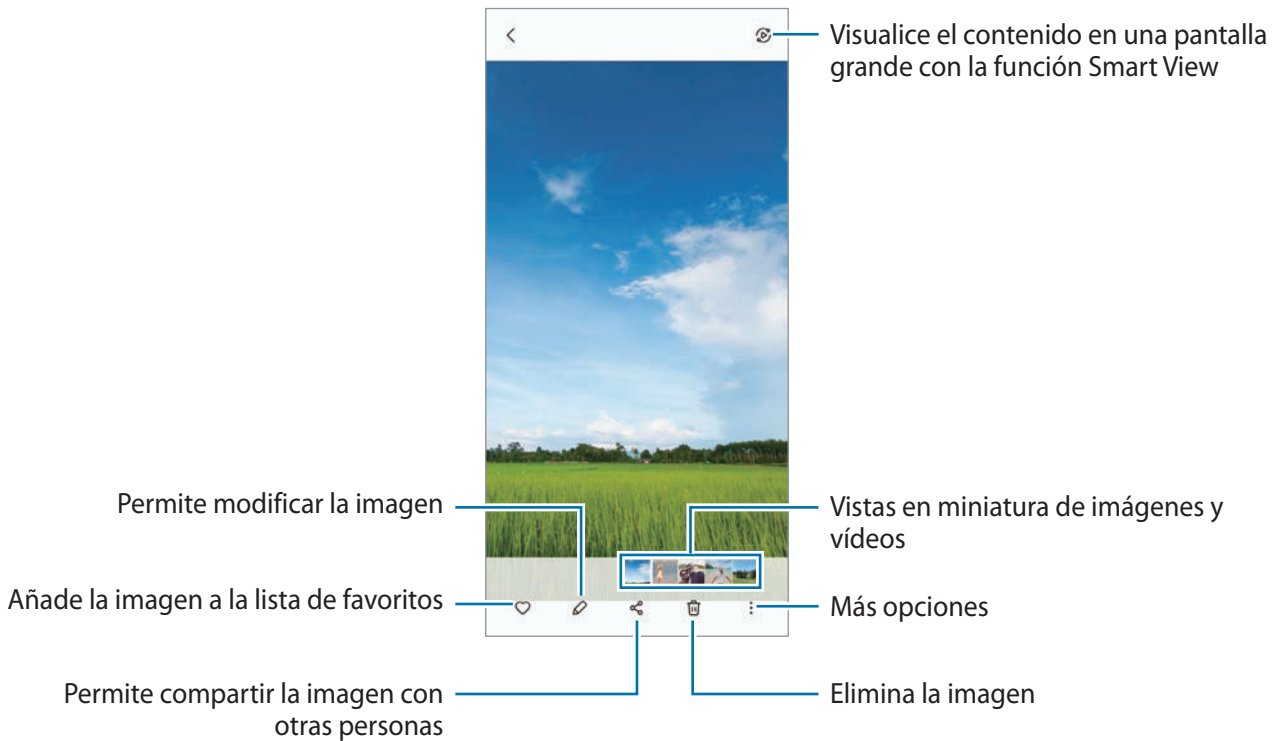 Visualice el contenido en una pantalla
grande con la función Smart View
Permite modificar la imagen
Vistas en miniatura de imágenes y
vídeos
Añade la imagen a la lista de favoritos
Más opciones
Permite compartir la imagen con
otras personas
Elimina la imagen